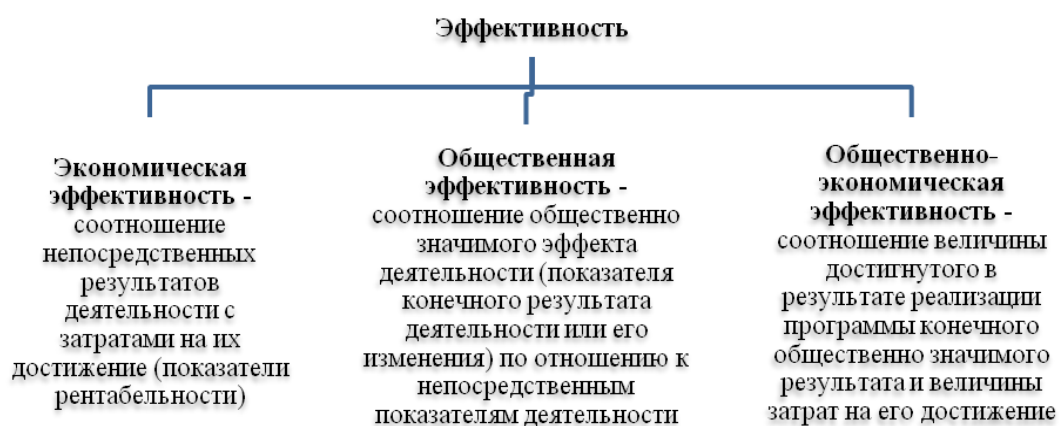 Эффективность
Экономическая
эффективность -
соотношение
непосредственных
результатов
деятельности с
затратами на их
достижение (показатели
рентабельности)
Общественная
эффективность -
соотношение общественно
значимого эффекта
деятельности (показателя
конечного результата
деятельности или его
изменения) по отношению к
непосредственным
показателям деятельности
Общественно-
экономическая
эффективность -
соотношение величины
достигнутого в
результате реализации
программы конечного
общественно значимого
результата и величины
затрат на его достижение